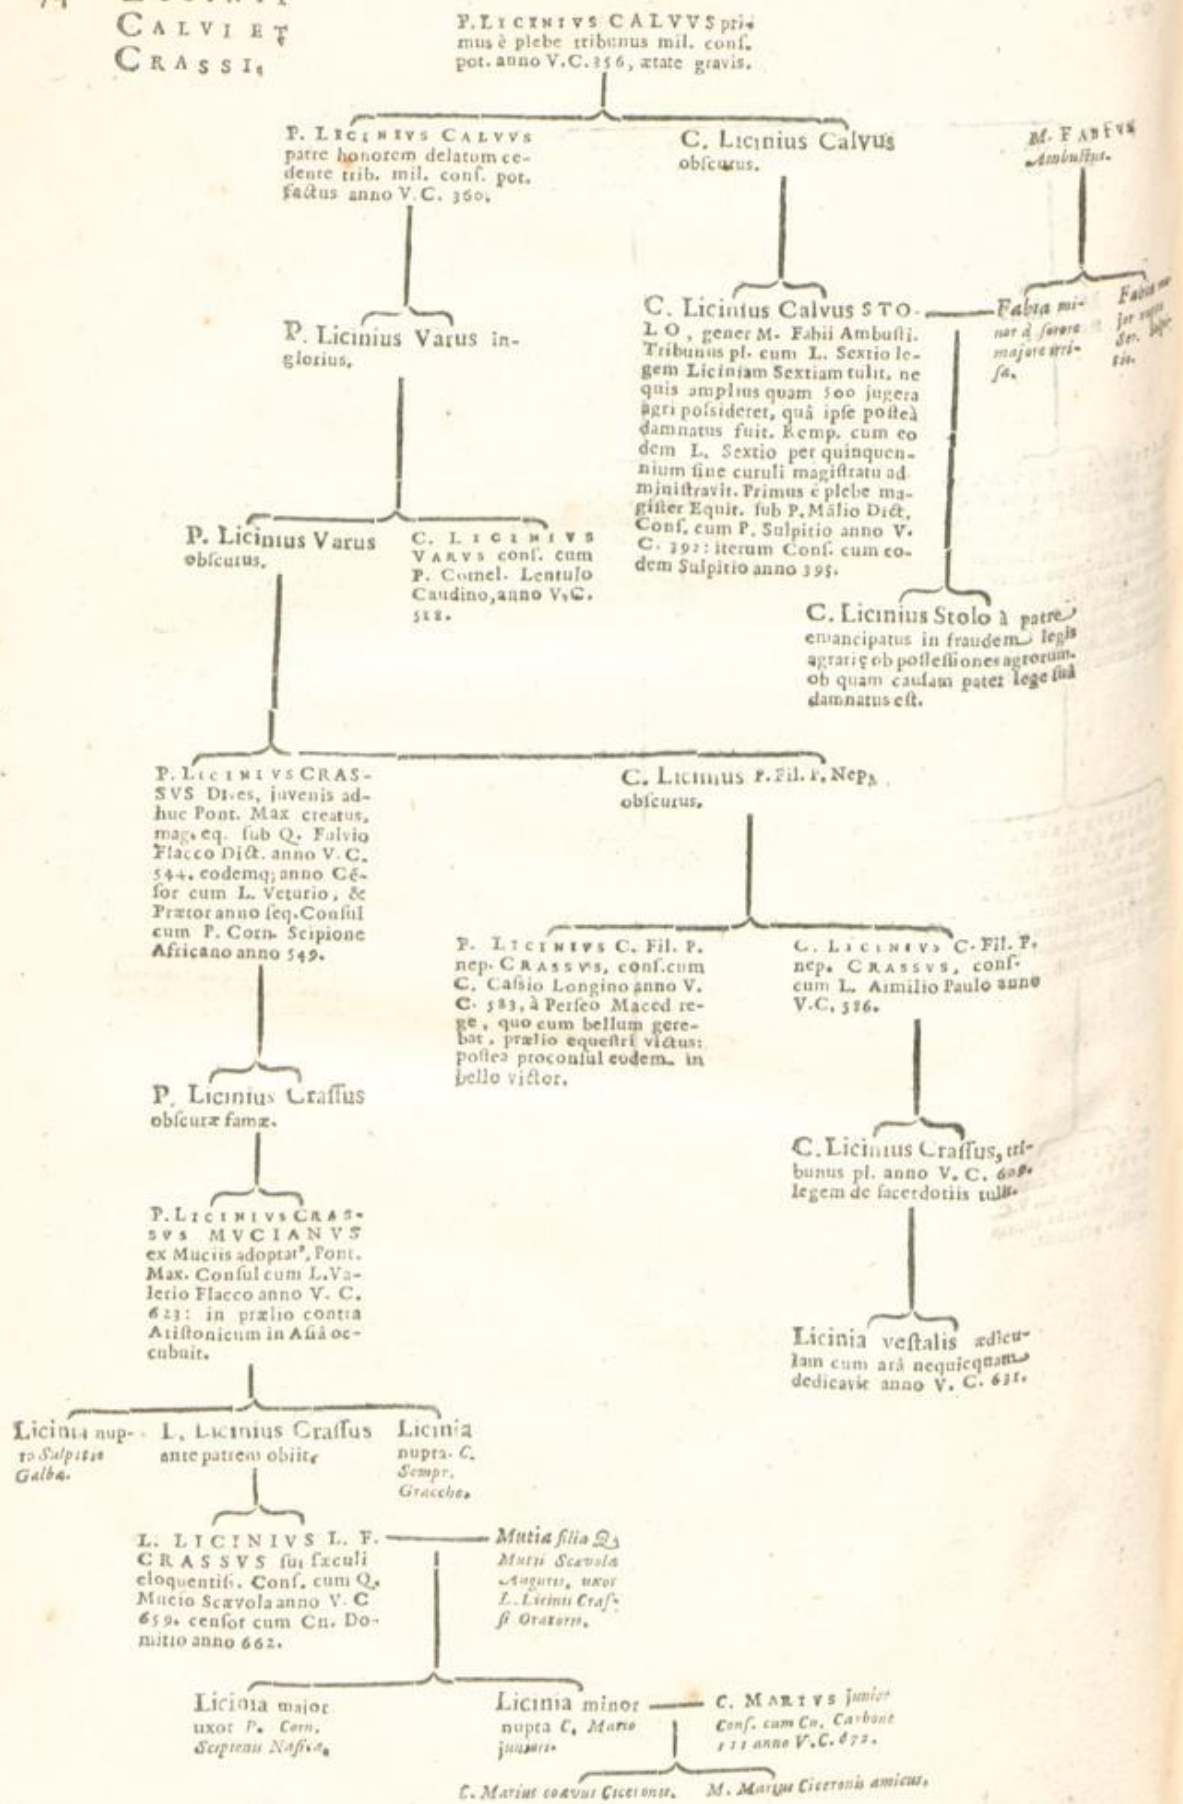 CALVI ET
CRASSI.
P. LICINIVS CALVVS pri-
mus è plebe tribunus mil. conſ.
pot. anno V.C. 356, ætate gravis.
P. LICINIVS CALVVS
patre honorem delatum ce-
dente trib. mil. conſ. pot.
factus anno V. C. 360.
C. Licinius Calvus
obſcurus.
M. FABIVS
Ambuſtus.
P. Licinius Varus in-
glorius.
C. Licinius Calvus STO-
LO, gener M. Fabii Ambuſti.
Tribunus pl. cum L. Sextio le-
gem Liciniam Sextiam tulit, ne
quis amplius quam 500 jugera
agri poſsideret, quâ ipſe poſteà
damnatus fuit. Remp. cum eo
dem L. Sextio per quinquen-
nium ſine curuli magiſtratu ad
miniſtravit. Primus è plebe ma-
giſter Equit. ſub P. Mãlio Dict.
Conſ. cum P. Sulpitio anno V.
C. 392: iterum Conſ. cum eo-
dem Sulpitio anno 395.
Fabia mi-
nor à ſorore
majore irri-
ſa.
Fabia ma-
jor
Ser.
tio.
P. Licinius Varus
obſcurus.
C. LICINIVS
VARVS conſ. cum
P. Cornel. Lentulo
Caudino, anno V. C.
518.
C. Licinius Stolo à patre
emancipatus in fraudem legis
agrarię ob poſſeſſiones agrorum.
ob quam cauſam pater lege ſuâ
damnatus eſt.
P. LICINIVS CRAS-
SVS Dives, juvenis ad-
huc Pont. Max creatus,
mag. eq. ſub Q. Fulvio
Flacco Dict. anno V. C.
544. eodemq; anno Cē-
ſor cum L. Veturio, &
Prætor anno ſeq. Conſul
cum P. Corn. Scipione
Africano anno 549.
C. Licinius P. Fil. P. Nep.
obſcurus.
P. LICINIVS C. Fil. P.
nep. CRASSVS, conſ. cum
C. Caſsio Longino anno V.
C. 583, à Perſeo Maced re-
ge, quo cum bellum gere-
bat, prælio equeſtri victus:
poſtea proconſul eodem in
bello victor.
C. LICINIVS C. Fil. P.
nep. CRASSVS, conſ.
cum L. Aimilio Paulo anno
V.C. 586.
P. Licinius Craſſus
obſcuræ famæ.
C. Licinius Craſſus, tri-
bunus pl. anno V. C. 608.
legem de ſacerdotiis tulit.
P. LICINIVS CRAS-
SVS MVCIANVS
ex Muciis adoptatꝰ, Pont.
Max. Conſul cum L. Va-
lerio Flacco anno V. C.
623: in prælio contra
Ariſtonicum in Aſiâ oc-
cubuit.
Licinia veſtalis ædicu-
lam cum arâ nequicquam
dedicavit anno V. C. 631.
Licinia nup-
ta Sulpitio
Galbæ.
L. Licinius Craſſus
ante patrem obiit.
Licinia
nupta C.
Sempr.
Graccho.
L. LICINIVS L. F.
CRASSVS ſui ſæculi
eloquentiſs. Conſ. cum Q.
Mucio Scævola anno V. C
659. cenſor cum Cn. Do-
mitio anno 662.
Mutia filia Q.
Mutii Scævolæ
Auguris, uxor
L. Licinii Craſ-
ſi Oratoris.
Licinia major
uxor P. Corn.
Scipionis Naſicæ.
Licinia minor
nupta C. Mario
juniori.
C. MARIVS junior
Conſ. cum Cn. Carbone
III anno V.C. 672.
C. Marius coævus Ciceronis.
M. Marius Ciceronis amicus.